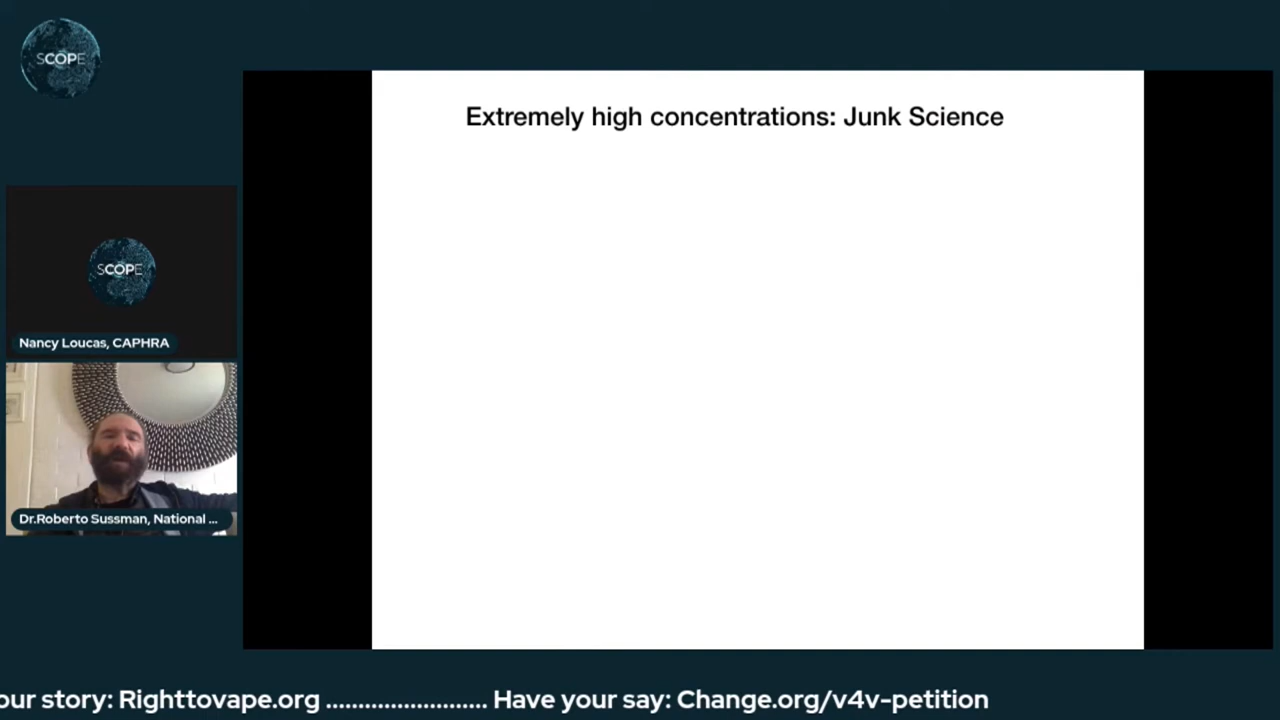 SCOPE
Extremely high concentrations: Junk Science
SCOPE
Nancy Loucas, CAPHRA
Dr.Roberto Sussman, National ...
our story: Righttovape.org ......................... Have your say: Change.org/v4v-petition